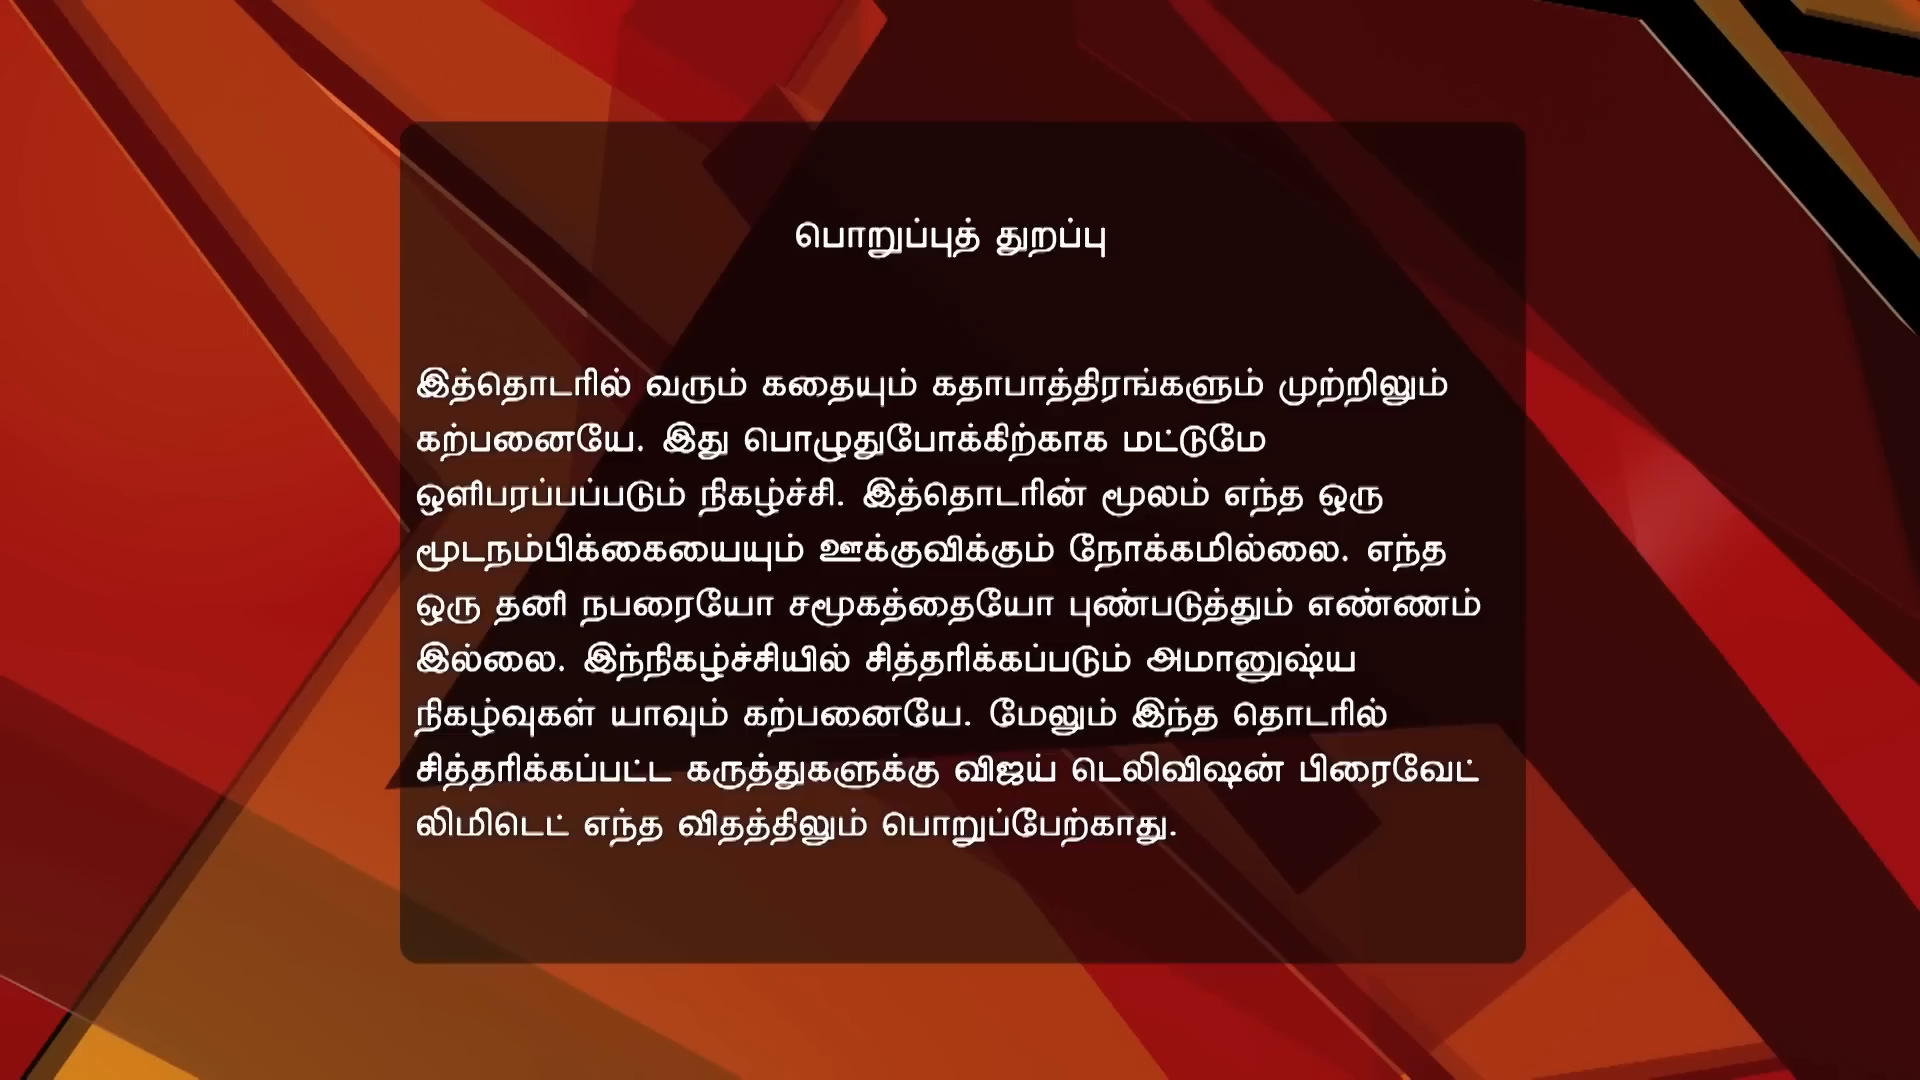 பொறுப்புத் துறப்பு
இத்தொடரில் வரும் கதையும் கதாபாத்திரங்களும் முற்றிலும்
கற்பனையே. இது பொழுதுபோக்கிற்காக மட்டுமே
ஒளிபரப்பப்படும் நிகழ்ச்சி. இத்தொடரின் மூலம் எந்த ஒரு
மூடநம்பிக்கையையும் ஊக்குவிக்கும் நோக்கமில்லை. எந்த
ஒரு தனி நபரையோ சமூகத்தையோ புண்படுத்தும் எண்ணம்
இல்லை. இந்நிகழ்ச்சியில் சித்தரிக்கப்படும் அமானுஷ்ய
நிகழ்வுகள் யாவும் கற்பனையே. மேலும் இந்த தொடரில்
சித்தரிக்கப்பட்ட கருத்துகளுக்கு விஜய் டெலிவிஷன் பிரைவேட்
லிமிடெட் எந்த விதத்திலும் பொறுப்பேற்காது.